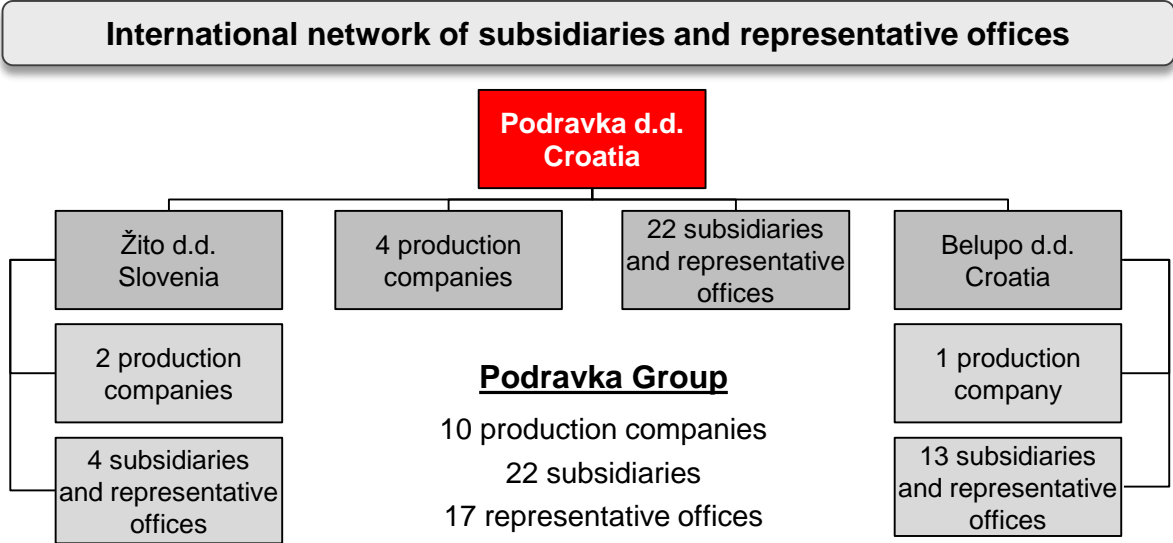 International network of subsidiaries and representative offices
Podravka d.d.
Croatia
Žito d.d.
Slovenia
4 production
companies
22 subsidiaries
and representative
offices
Belupo d.d.
Croatia
2 production
companies
1 production
company
4 subsidiaries
and representative
offices
13 subsidiaries
and representative
offices
Podravka Group
10 production companies
22 subsidiaries
17 representative offices